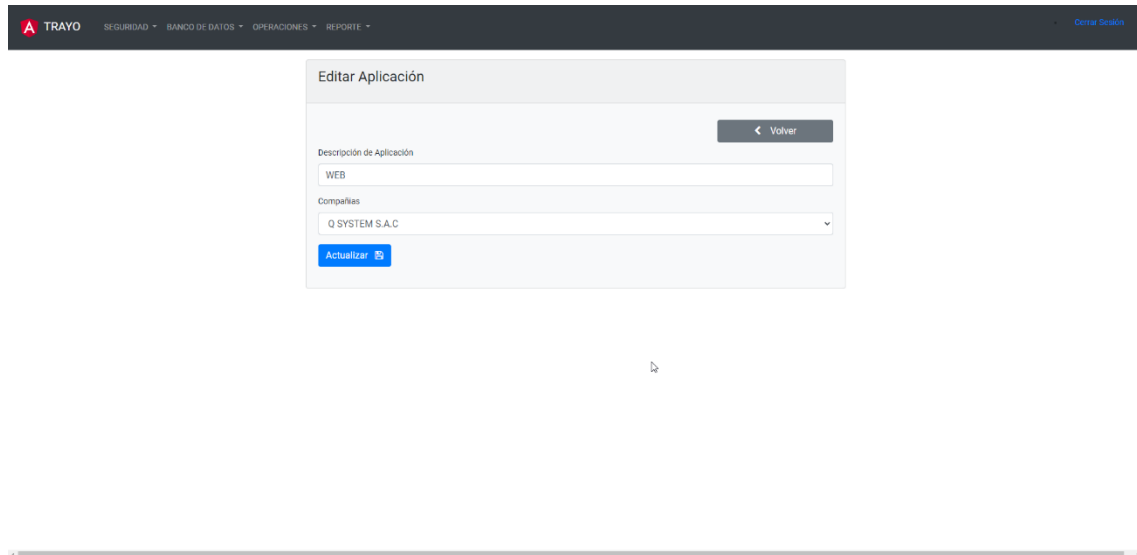 TRAYO SEGURIDAD BANCO DE DATOS OPERACIONES REPORTE Cerrar Sesión
Editar Aplicación
Volver
Descripción de Aplicación
WEB
Compañias
Q SYSTEM S.A.C
Actualizar